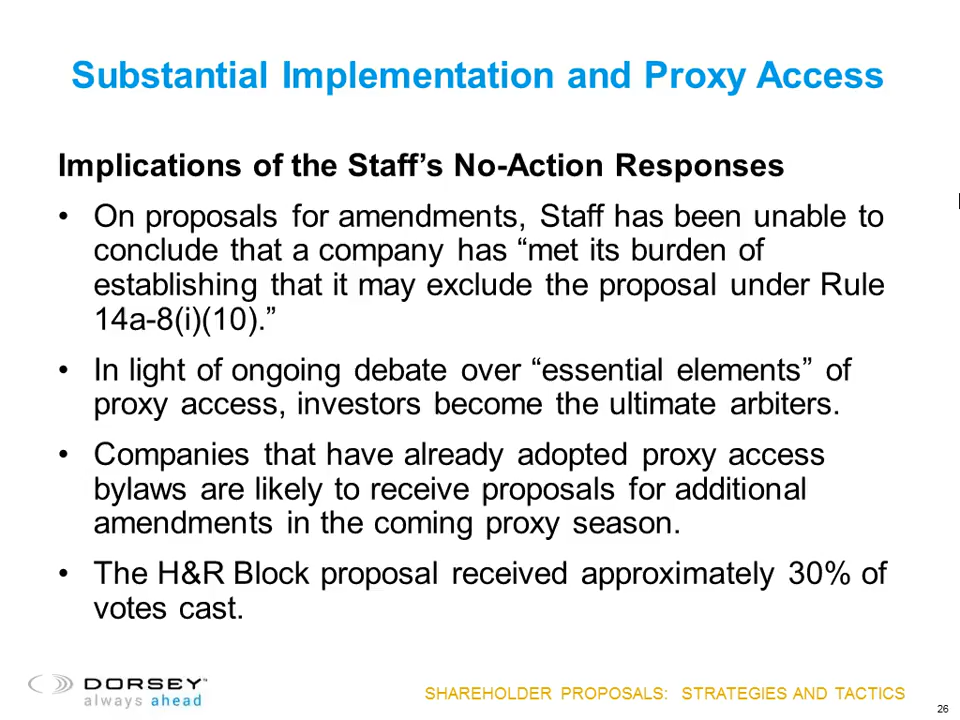 Substantial Implementation and Proxy Access
Implications of the Staff’s No-Action Responses
• On proposals for amendments, Staff has been unable to
conclude that a company has “met its burden of
establishing that it may exclude the proposal under Rule
14a-8(i)(10).”
• In light of ongoing debate over “essential elements” of
proxy access, investors become the ultimate arbiters.
• Companies that have already adopted proxy access
bylaws are likely to receive proposals for additional
amendments in the coming proxy season.
• The H&R Block proposal received approximately 30% of
votes cast.
DORSEY™
always ahead
SHAREHOLDER PROPOSALS: STRATEGIES AND TACTICS
26